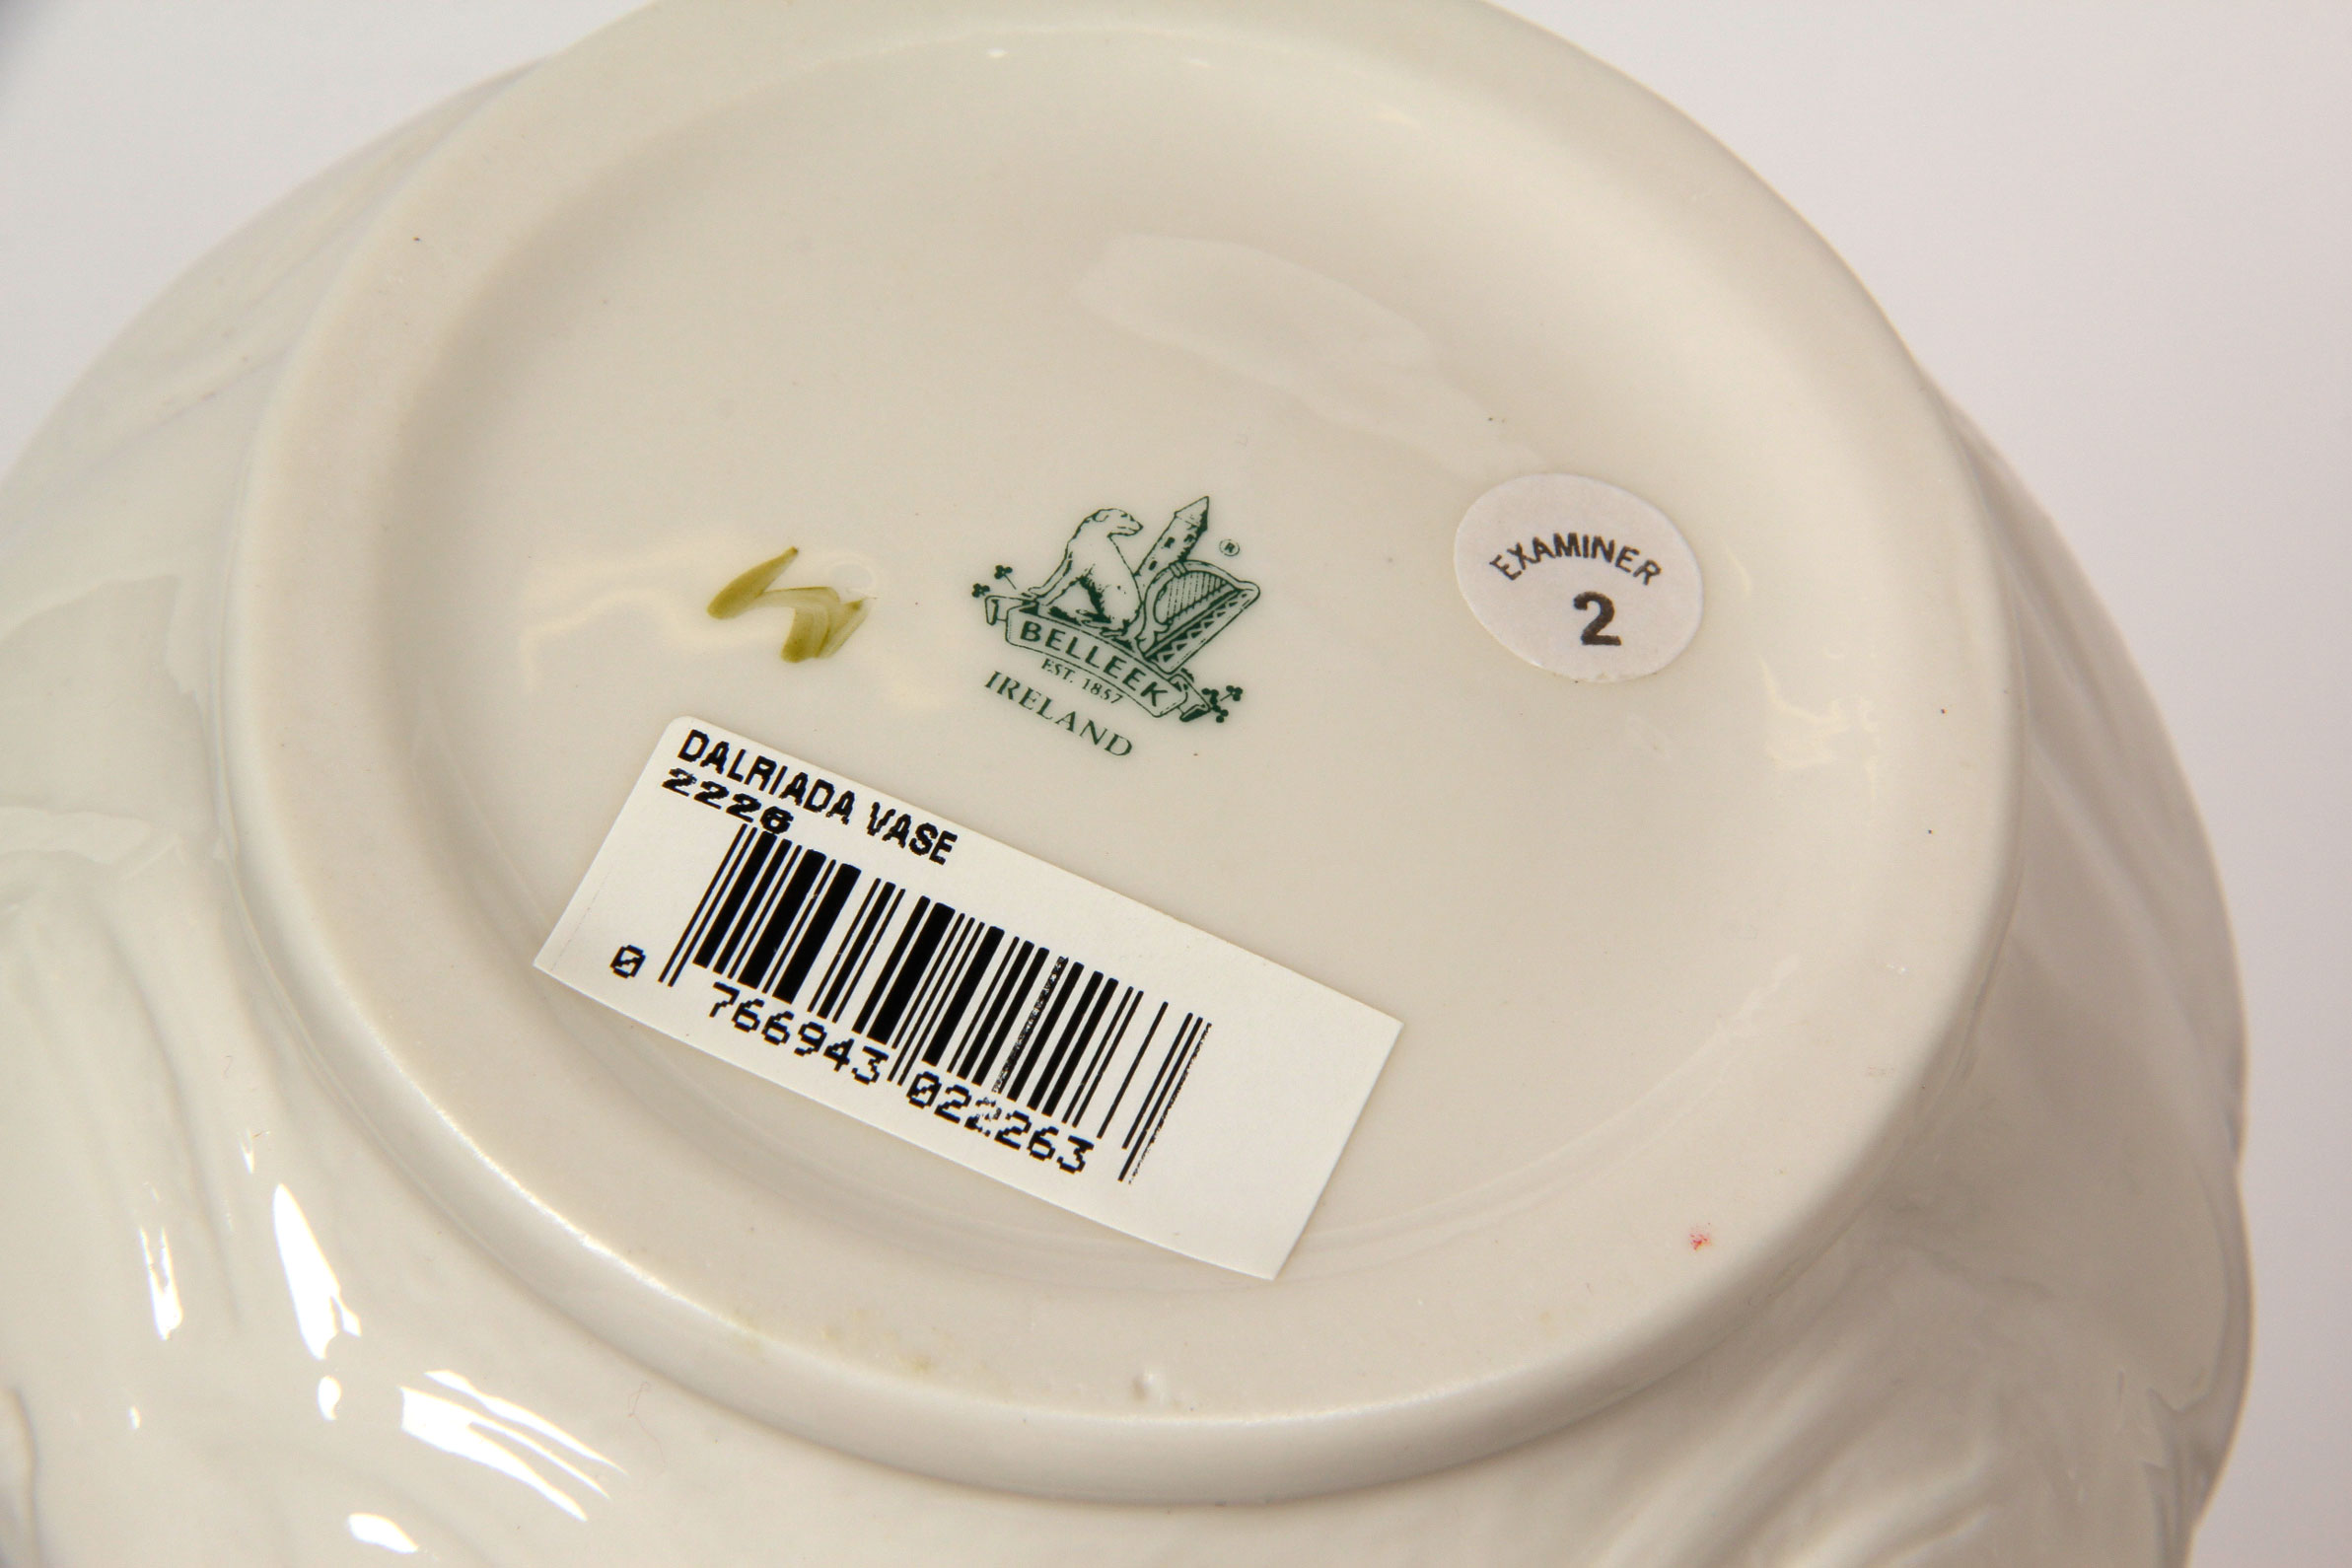 ®
BELLEEK
EST. 1857
IRELAND
EXAMINER
2
DALRIADA VASE
2226
0 766943 022263